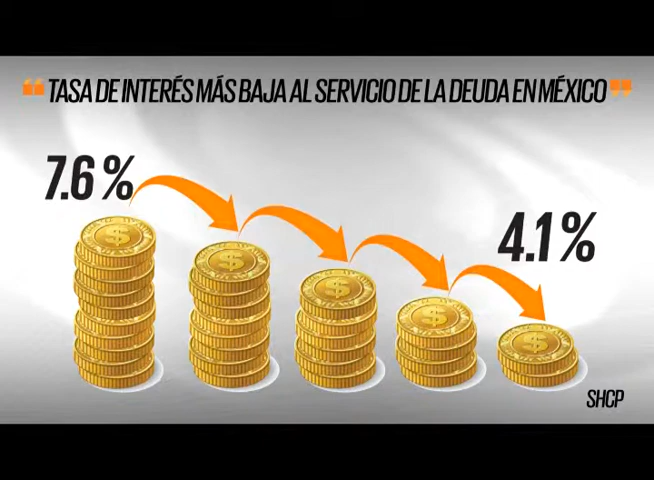 “ TASA DE INTERÉS MÁS BAJA AL SERVICIO DE LA DEUDA EN MÉXICO ”
7.6%
4.1%
SHCP